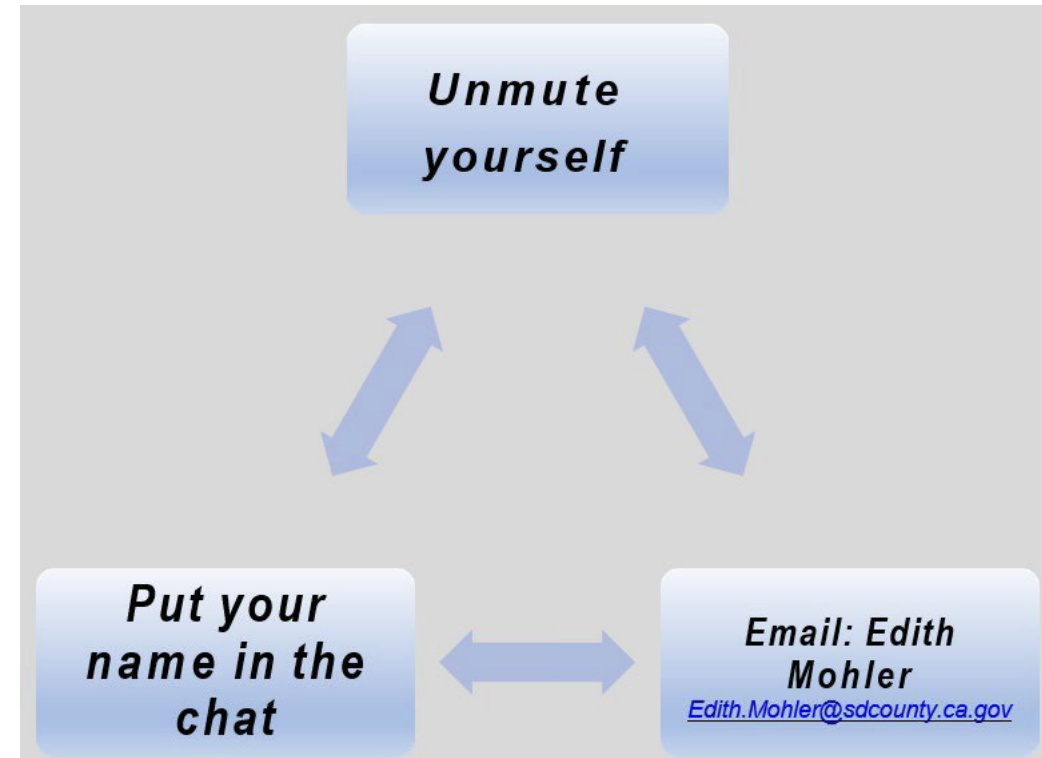 Unmute
yourself
Put your
name in the
chat
Email: Edith
Mohler
Edith.Mohler@sdcounty.ca.gov